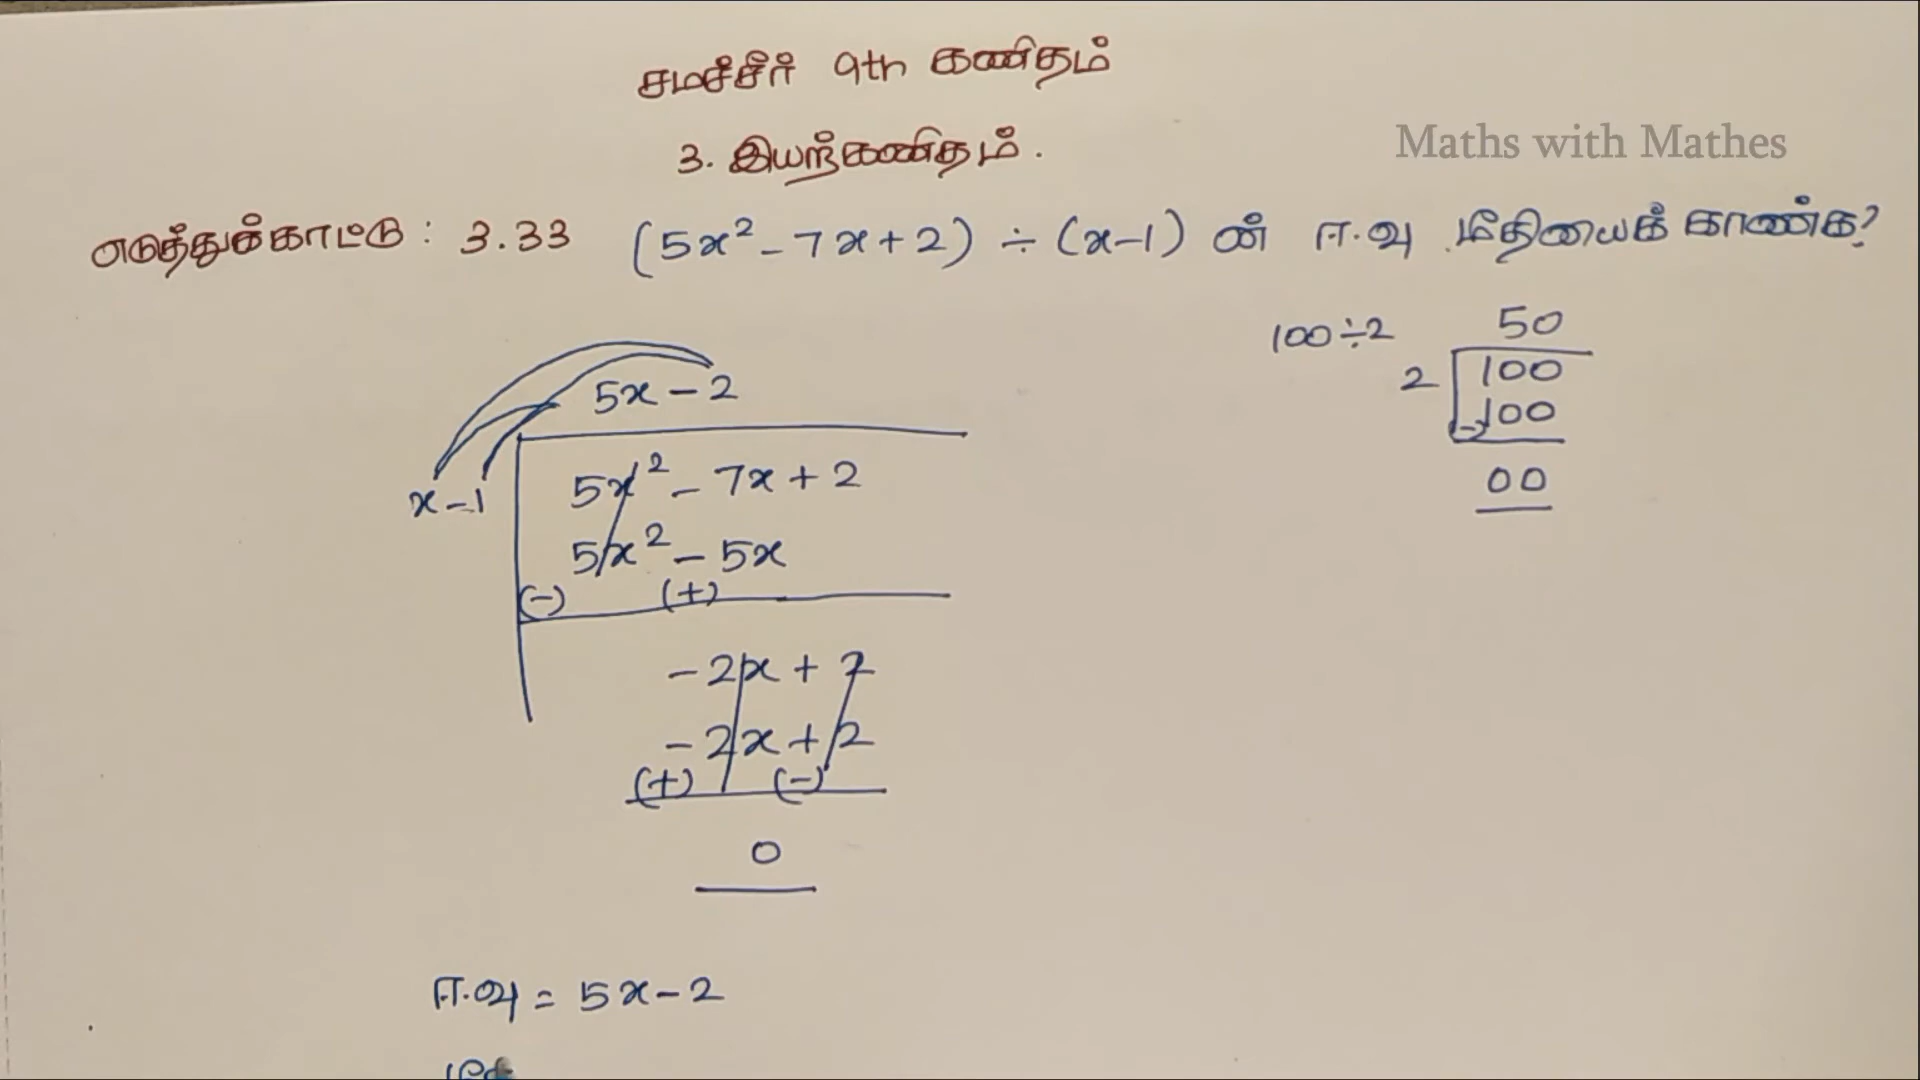 சமச்சீர் 9th கணிதம்
3. இயற்கணிதம்.
Maths with Mathes
எடுத்துக்காட்டு: 3.33 (5x² - 7x + 2) ÷ (x-1) ன் ஈ.வு மீதியைக் காண்க?
100÷2
50
2 100
(-) 100
00
5x - 2
x - 1
5x² - 7x + 2
5x² - 5x
(-) (+)
-2x + 2
-2x + 2
(+) (-)
0
ஈ.வு = 5x - 2